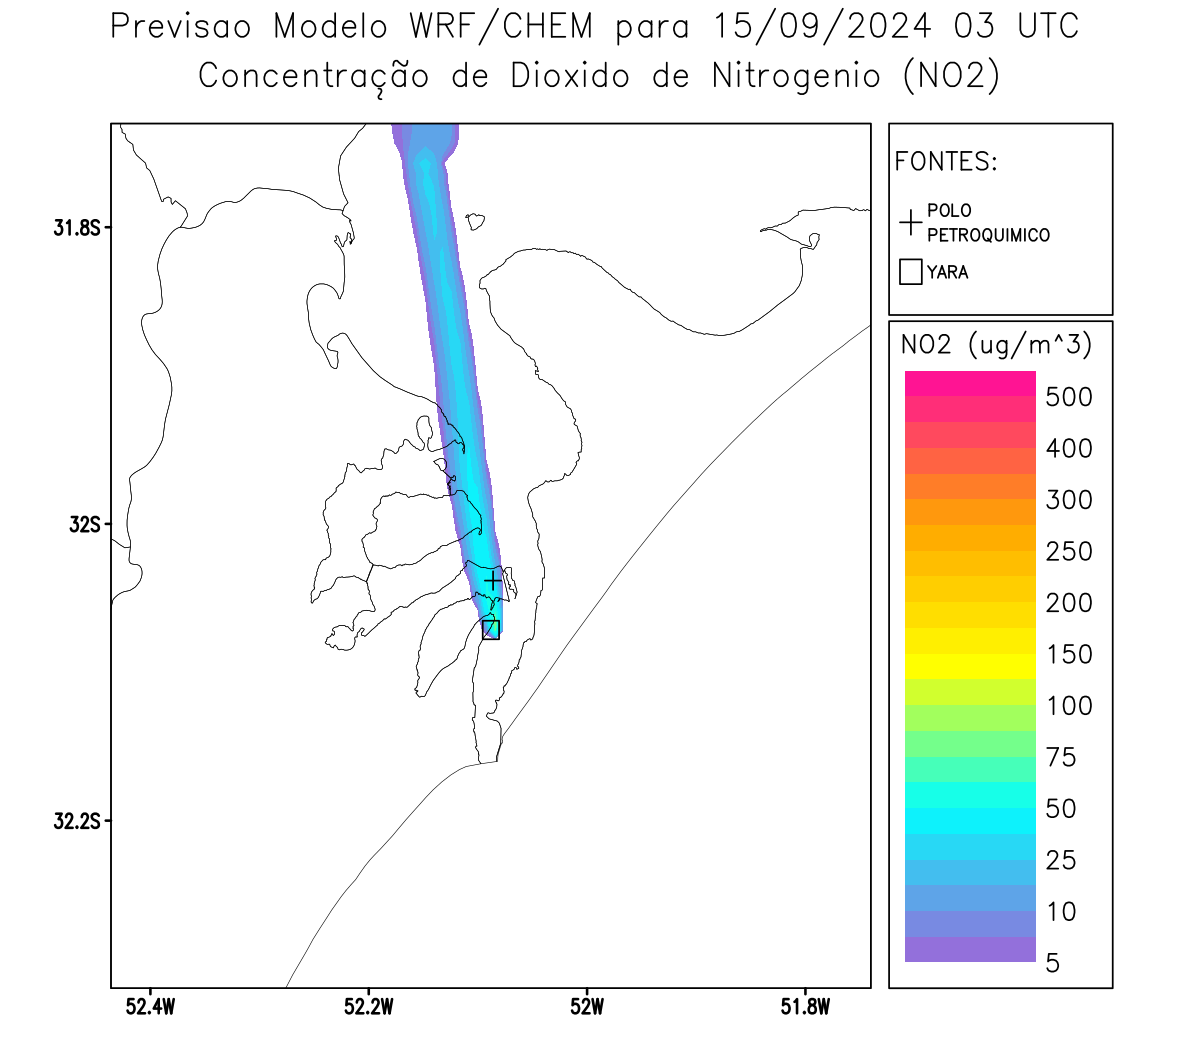 Previsao Modelo WRF/CHEM para 15/09/2024 03 UTC
Concentração de Dioxido de Nitrogenio (NO2)
FONTES:
POLO
PETROQUIMICO
YARA
NO2 (ug/m^3)
500
400
300
250
200
150
100
75
50
25
10
5
31.8S
32S
32.2S
52.4W
52.2W
52W
51.8W